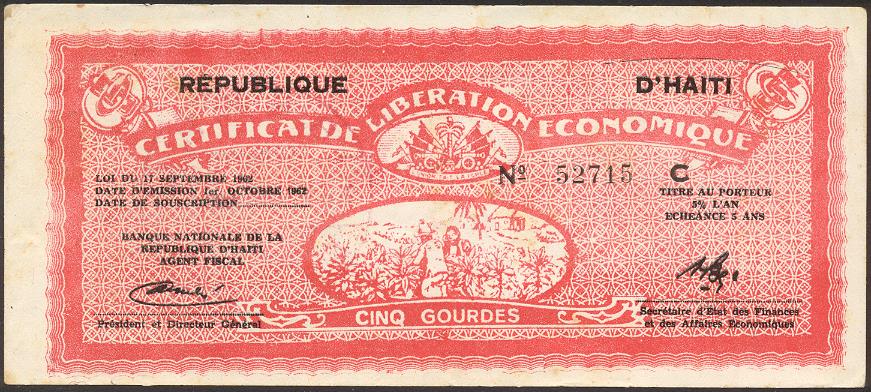 REPUBLIQUE D'HAITI
CERTIFICAT DE LIBERATION ECONOMIQUE
Nº 52715 C
LOI DU 17 SEPTEMBRE 1962
DATE D'EMISSION 1er. OCTOBRE 1962
DATE DE SOUSCRIPTION
TITRE AU PORTEUR
5% L'AN
ECHEANCE 5 ANS
BANQUE NATIONALE DE LA
REPUBLIQUE D'HAITI
AGENT FISCAL
Président et Directeur Général
CINQ GOURDES
Secrétaire d'Etat des Finances
et des Affaires Economiques